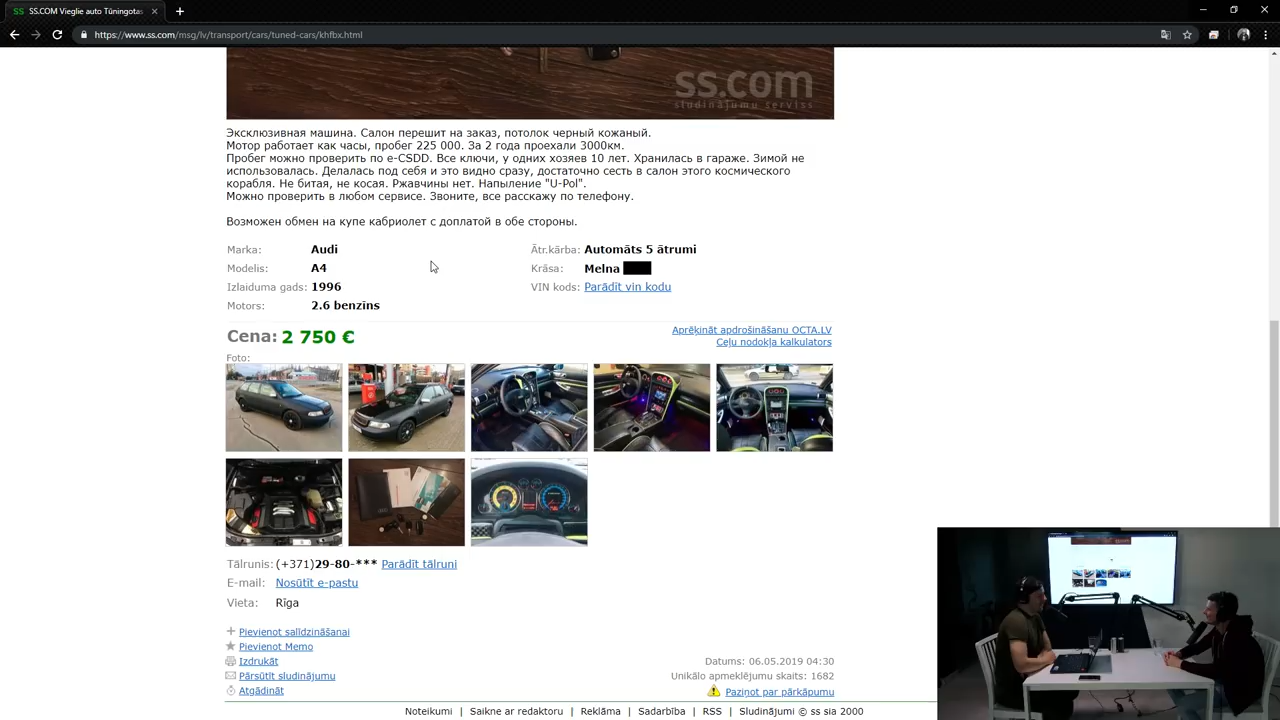 SS.COM Vieglie auto Tūningotas
https://www.ss.com/msg/lv/transport/cars/tuned-cars/khfbx.html
ss.com
sludinājumu serviss
Эксклюзивная машина. Салон перешит на заказ, потолок черный кожаный.
Мотор работает как часы, пробег 225 000. За 2 года проехали 3000км.
Пробег можно проверить по e-CSDD. Все ключи, у одних хозяев 10 лет. Хранилась в гараже. Зимой не
использовалась. Делалась под себя и это видно сразу, достаточно сесть в салон этого космического
корабля. Не битая, не косая. Ржавчины нет. Напыление "U-Pol".
Можно проверить в любом сервисе. Звоните, все расскажу по телефону.
Возможен обмен на купе кабриолет с доплатой в обе стороны.
Marka: Audi
Modelis: A4
Izlaiduma gads: 1996
Motors: 2.6 benzīns
Ātr.kārba: Automāts 5 ātrumi
Krāsa: Melna
VIN kods: Parādīt vin kodu
Cena: 2 750 €
Aprēķināt apdrošināšanu OCTA.LV
Ceļu nodokļa kalkulators
Foto:
Tālrunis: (+371)29-80-*** Parādīt tālruni
E-mail: Nosūtīt e-pastu
Vieta: Rīga
Pievienot salīdzināšanai
Pievienot Memo
Izdrukāt
Pārsūtīt sludinājumu
Atgādināt
Datums: 06.05.2019 04:30
Unikālo apmeklējumu skaits: 1682
Paziņot par pārkāpumu
Noteikumi | Saikne ar redaktoru | Reklāma | Sadarbība | RSS | Sludinājumi © ss sia 2000